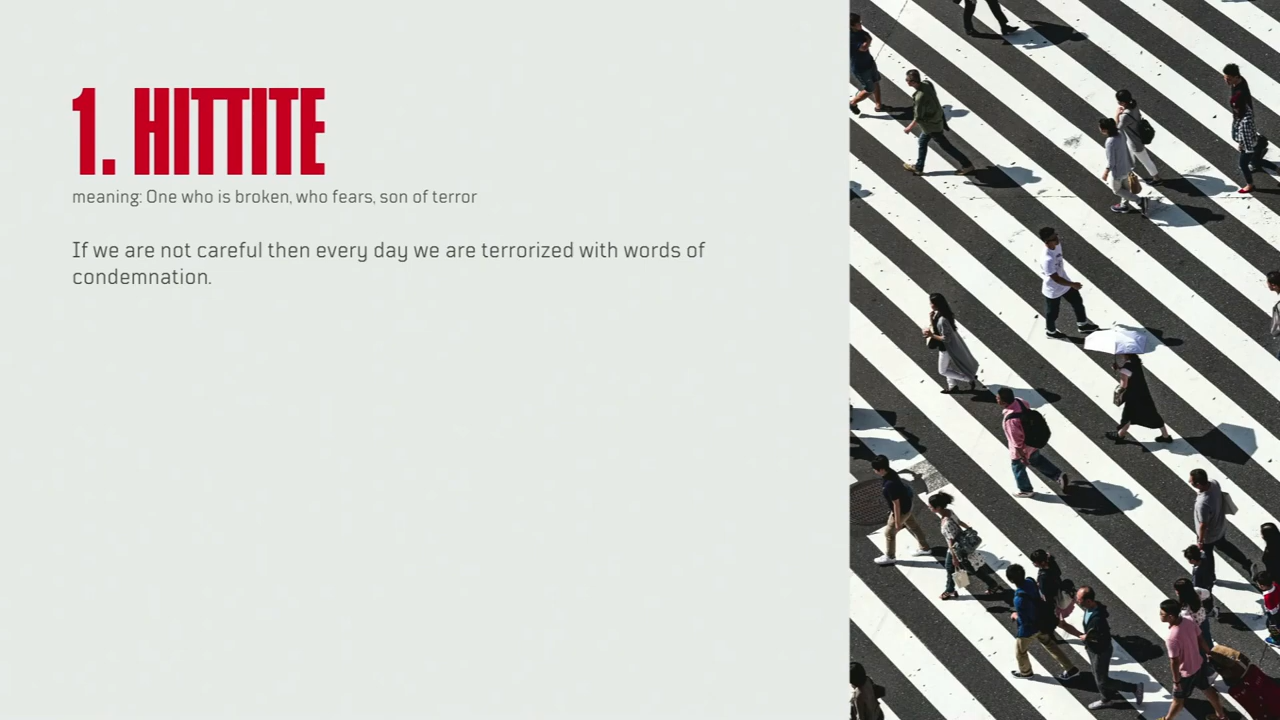 1. HITTITE
meaning: One who is broken, who fears, son of terror
If we are not careful then every day we are terrorized with words of
condemnation.